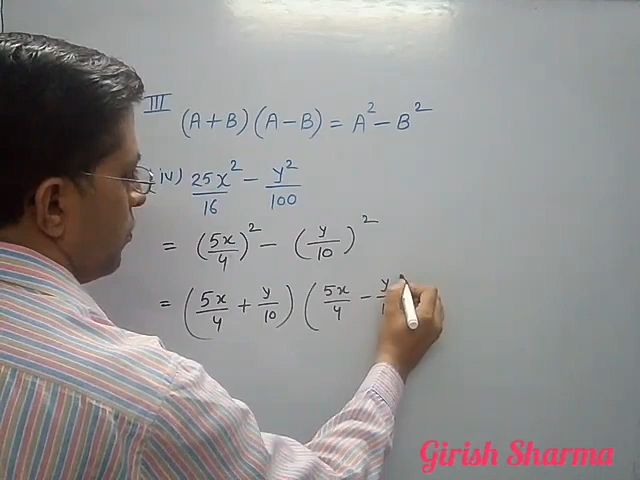 III (A + B) (A - B) = A² - B²
iv) 25x²/16 - y²/100
= (5x/4)² - (y/10)²
= (5x/4 + y/10) (5x/4 - y/1
Girish Sharma